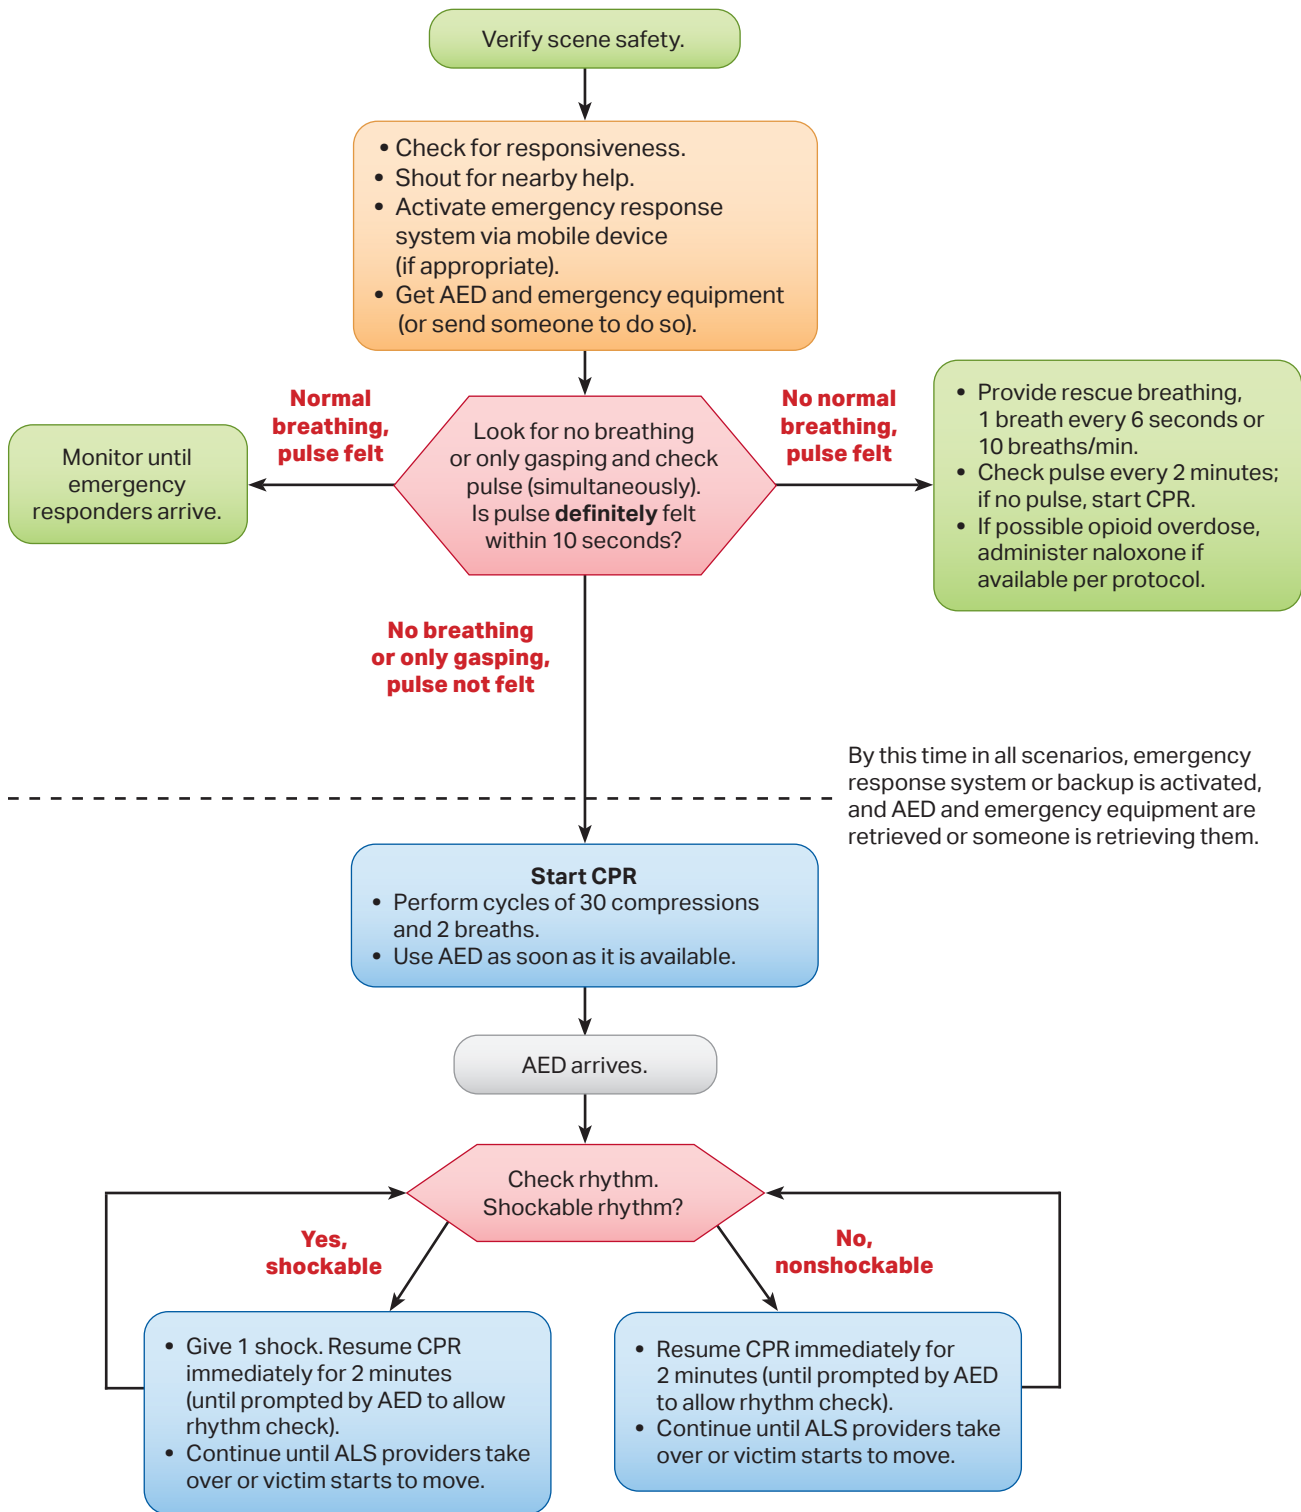 Verify scene safety.
• Check for responsiveness.
• Shout for nearby help.
• Activate emergency response
system via mobile device
(if appropriate).
• Get AED and emergency equipment
(or send someone to do so).
Normal
breathing,
pulse felt
Monitor until
emergency
responders arrive.
Look for no breathing
or only gasping and check
pulse (simultaneously).
Is pulse definitely felt
within 10 seconds?
No normal
breathing,
pulse felt
• Provide rescue breathing,
1 breath every 6 seconds or
10 breaths/min.
• Check pulse every 2 minutes;
if no pulse, start CPR.
• If possible opioid overdose,
administer naloxone if
available per protocol.
No breathing
or only gasping,
pulse not felt
By this time in all scenarios, emergency
response system or backup is activated,
and AED and emergency equipment are
retrieved or someone is retrieving them.
Start CPR
• Perform cycles of 30 compressions
and 2 breaths.
• Use AED as soon as it is available.
AED arrives.
Check rhythm.
Shockable rhythm?
Yes,
shockable
No,
nonshockable
• Give 1 shock. Resume CPR
immediately for 2 minutes
(until prompted by AED to allow
rhythm check).
• Continue until ALS providers take
over or victim starts to move.
• Resume CPR immediately for
2 minutes (until prompted by AED
to allow rhythm check).
• Continue until ALS providers take
over or victim starts to move.